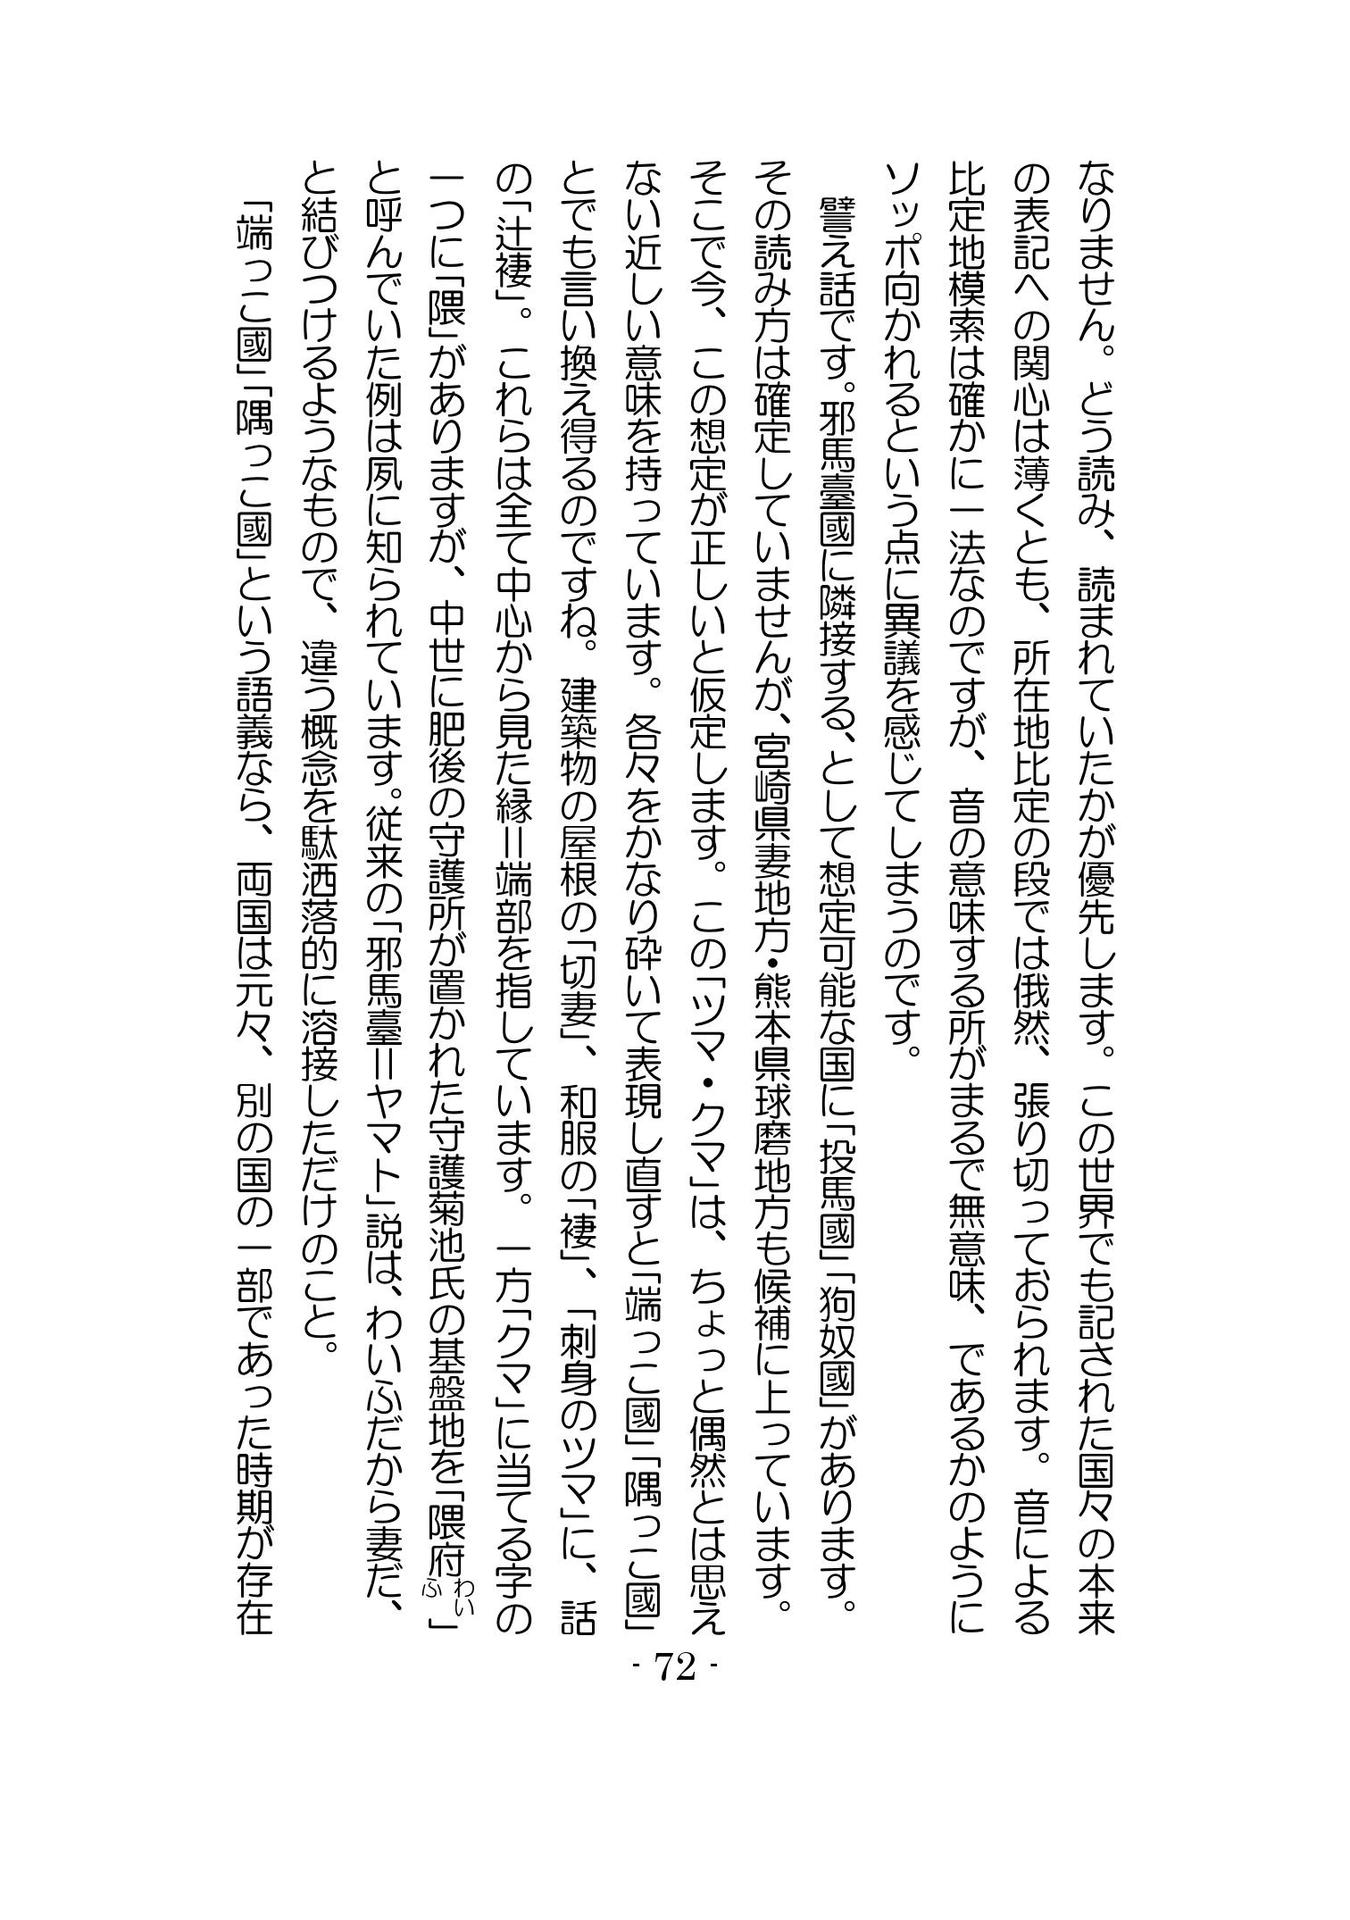 なりません。どう読み、読まれていたかが優先します。この世界でも記された国々の本来
の表記への関心は薄くとも、所在地比定の段では俄然、張り切っておられます。音による
比定地模索は確かに一法なのですが、音の意味する所がまるで無意味、であるかのように
ソッポ向かれるという点に異議を感じてしまうのです。
譬え話です。邪馬臺國に隣接する、として想定可能な国に「投馬國」「狗奴國」があります。
その読み方は確定していませんが、宮崎県妻地方・熊本県球磨地方も候補に上っています。
そこで今、この想定が正しいと仮定します。この「ツマ・クマ」は、ちょっと偶然とは思え
ない近しい意味を持っています。各々をかなり砕いて表現し直すと「端っこ國」「隅っこ國」
とでも言い換え得るのですね。建築物の屋根の「切妻」、和服の「褄」、「刺身のツマ」に、話
の「辻褄」。これらは全て中心から見た縁＝端部を指しています。一方「クマ」に当てる字の
一つに「隈」がありますが、中世に肥後の守護所が置かれた守護菊池氏の基盤地を「隈府わいふ」
と呼んでいた例は夙に知られています。従来の「邪馬臺＝ヤマト」説は、わいふだから妻だ、
と結びつけるようなもので、違う概念を駄洒落的に溶接しただけのこと。
「端っこ國」「隅っこ國」という語義なら、両国は元々、別の国の一部であった時期が存在
- 72 -